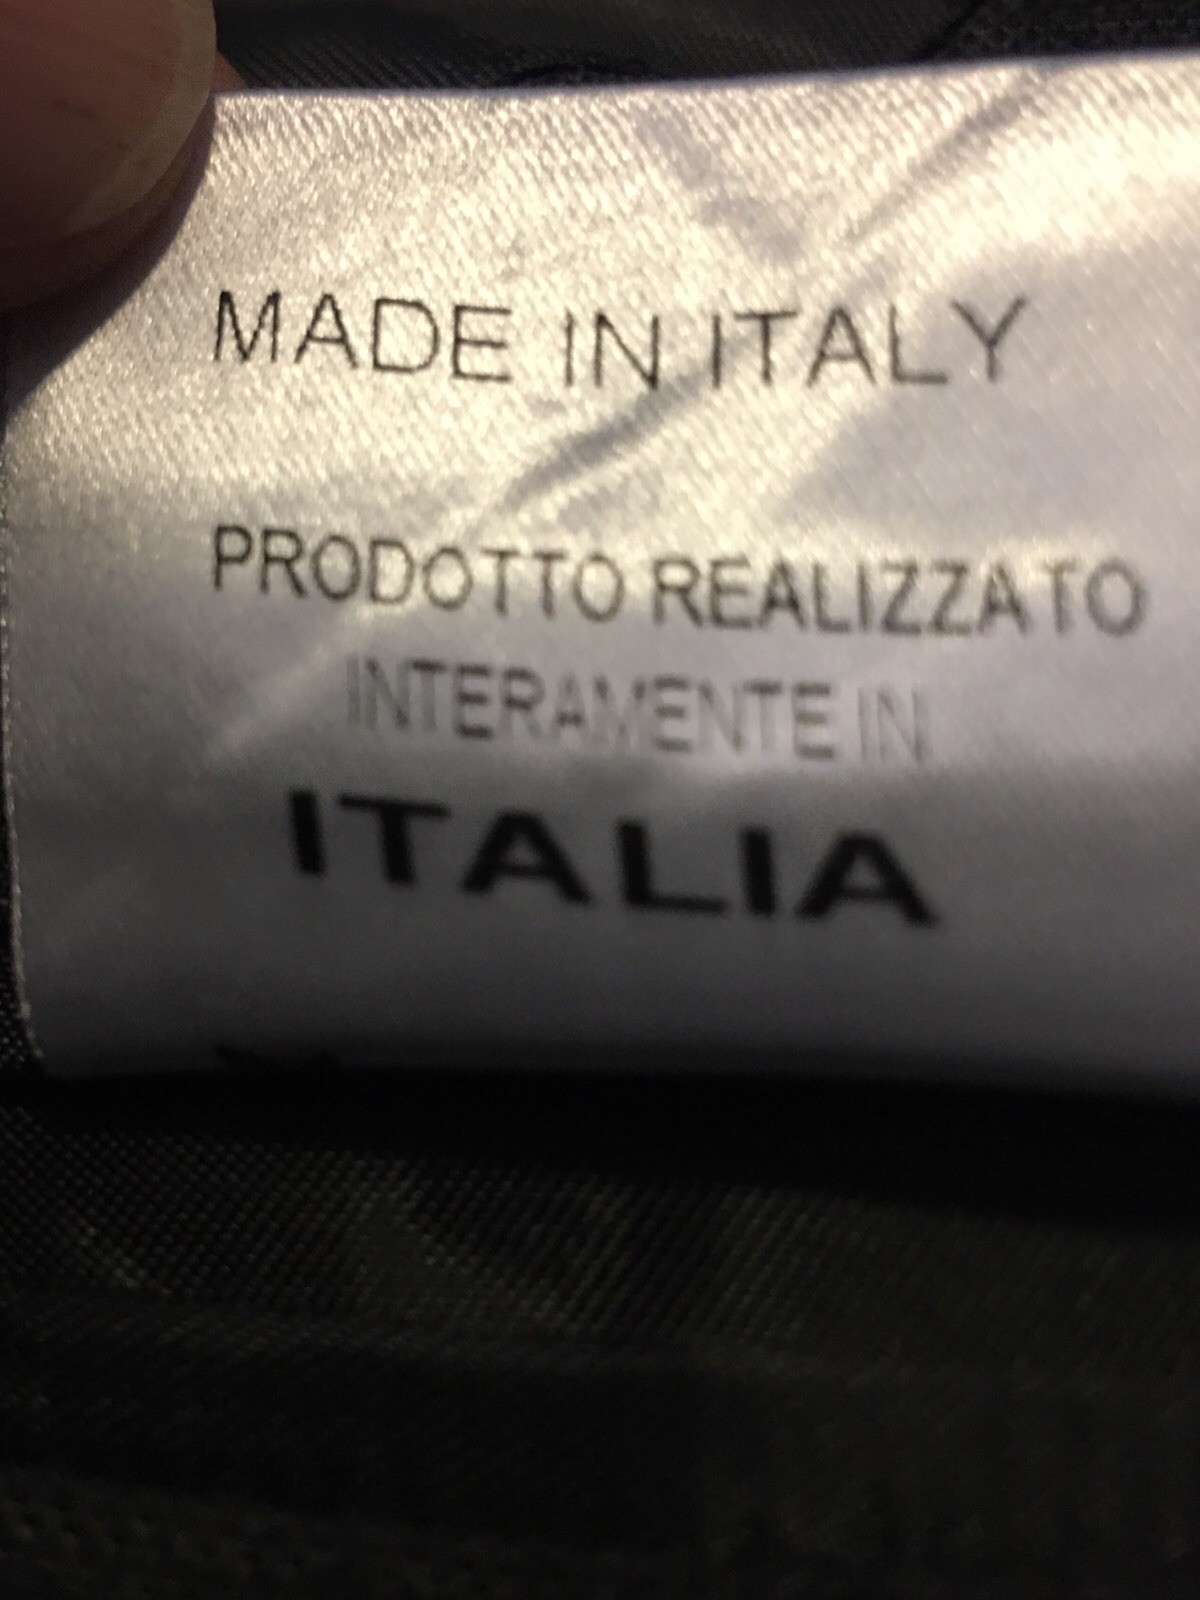 MADE IN ITALY
PRODOTTO REALIZZATO
INTERAMENTE IN
ITALIA